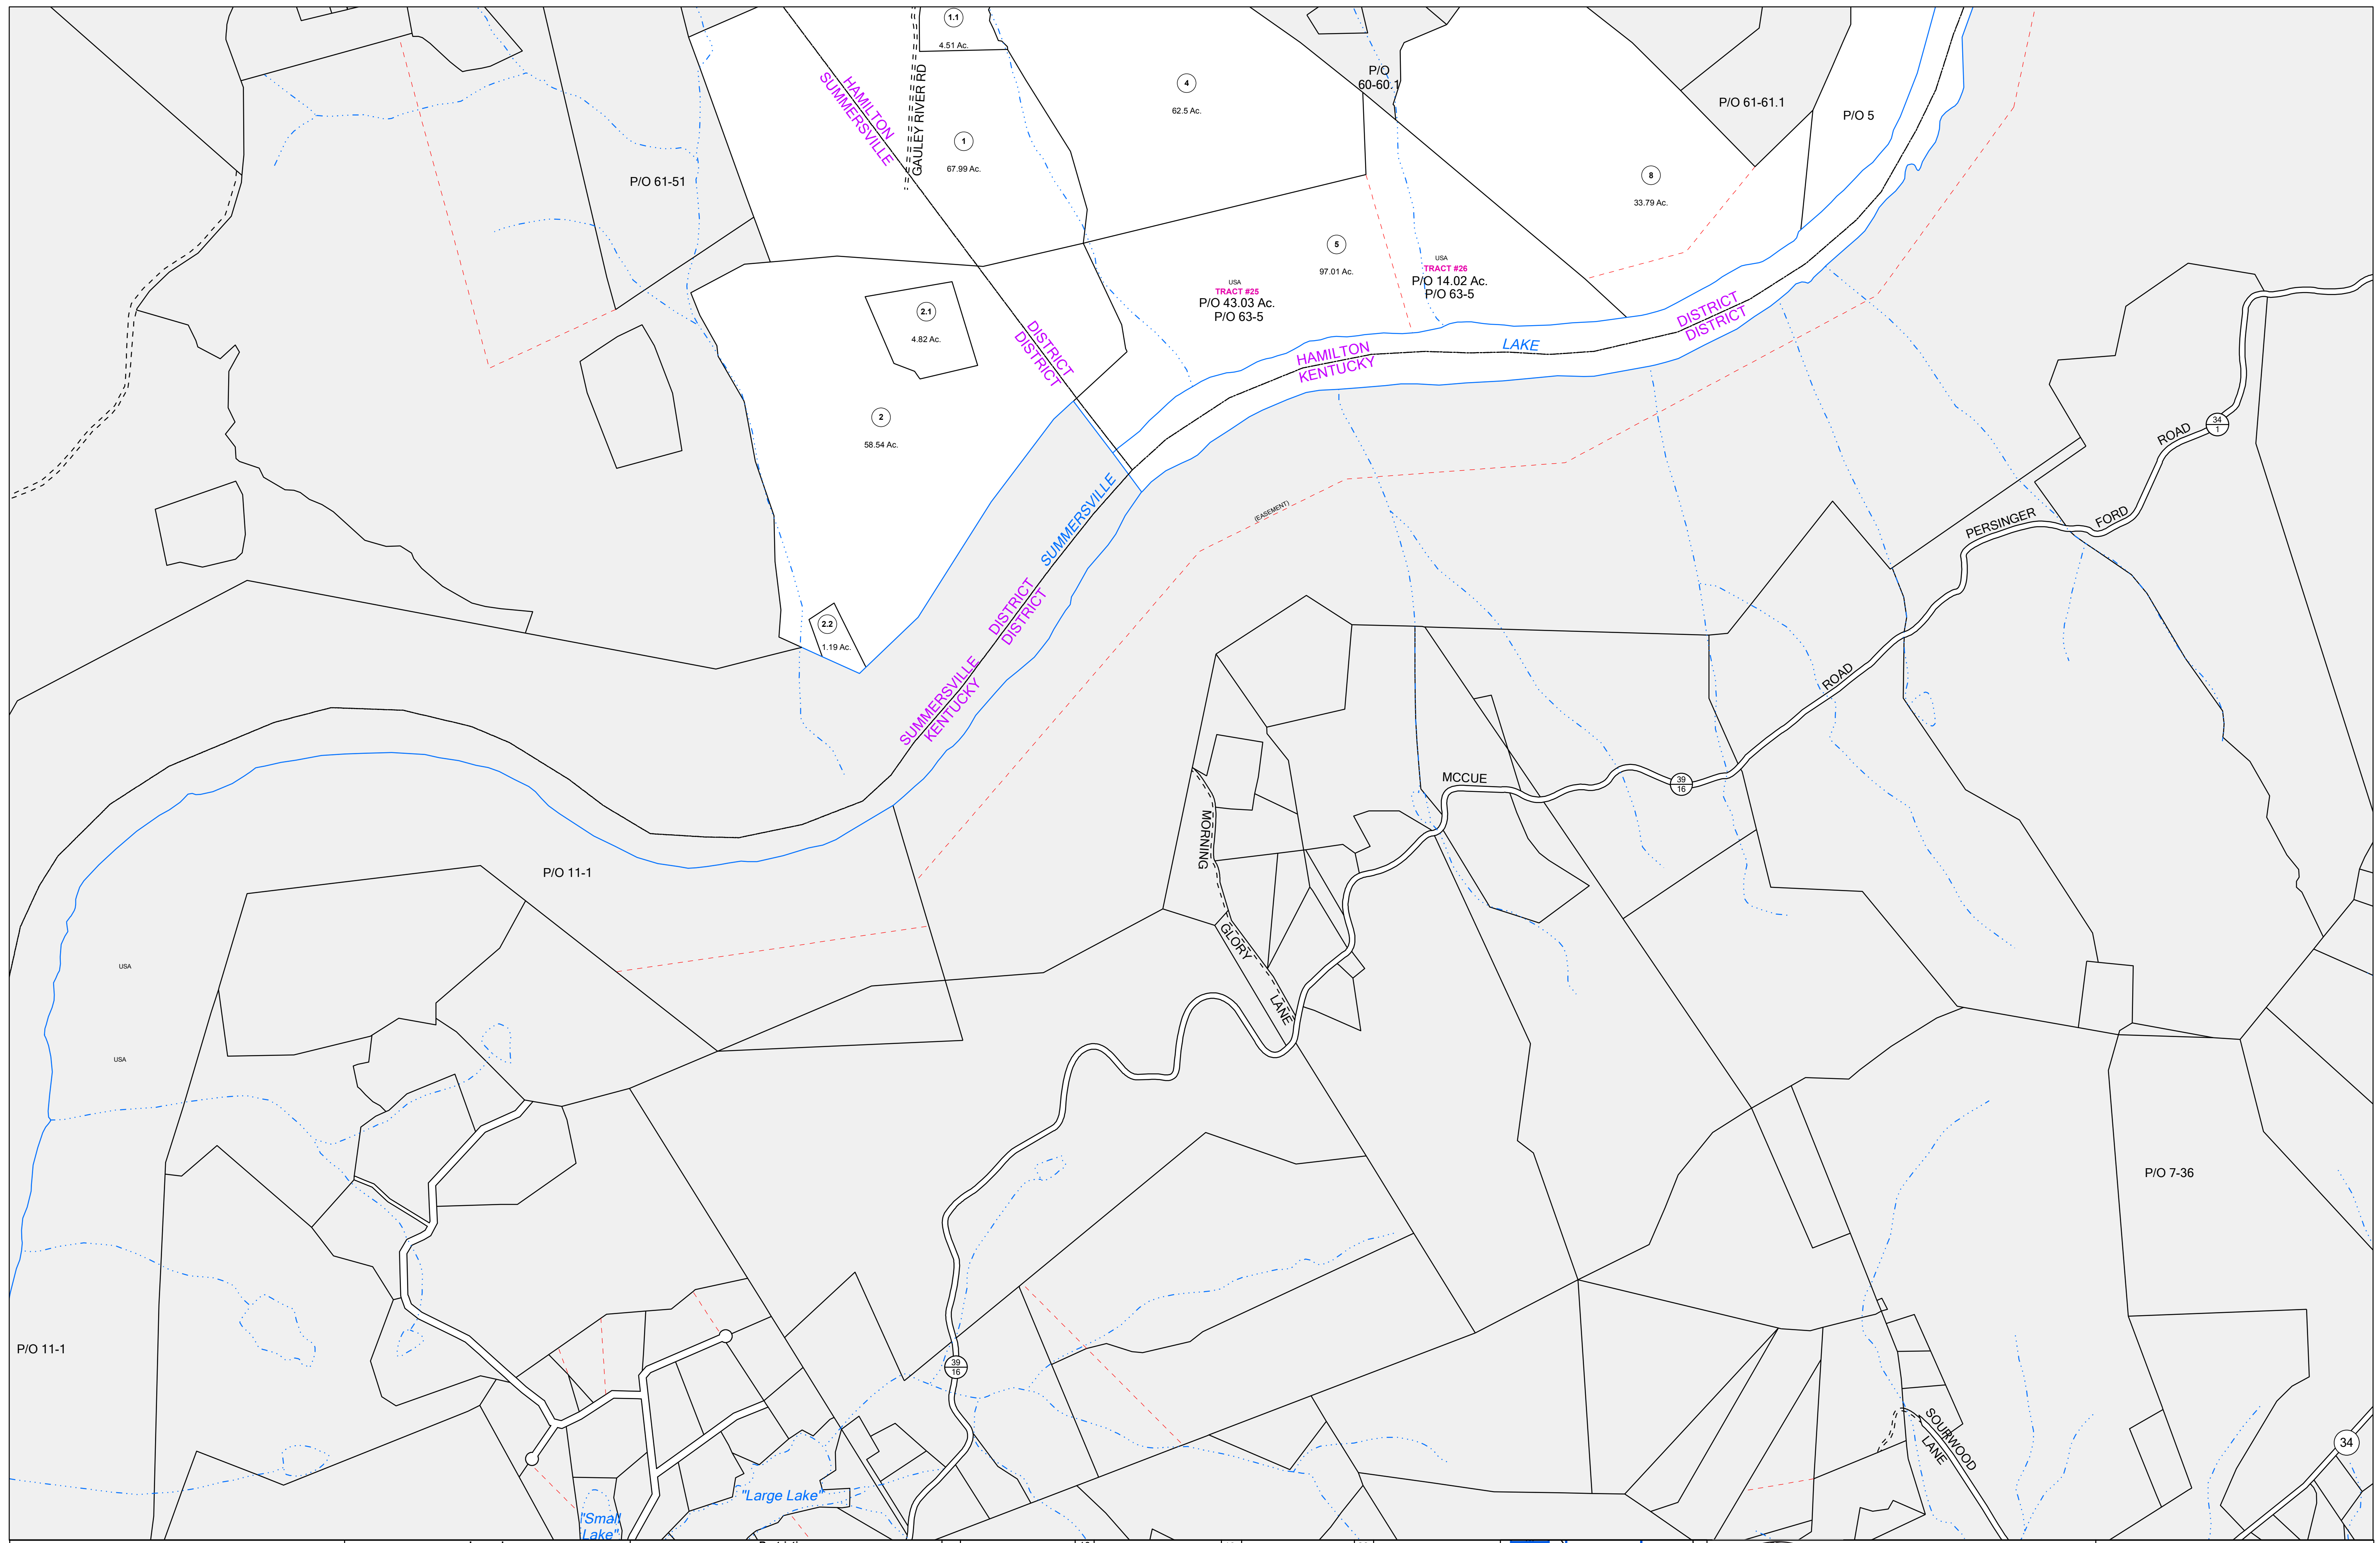 1.1
4.51 Ac.
HAMILTON
SUMMERSVILLE
GAULEY RIVER RD
4
62.5 Ac.
P/O
60-60.1
P/O 61-61.1
P/O 5
1
67.99 Ac.
P/O 61-51
8
33.79 Ac.
5
97.01 Ac.
USA
TRACT #26
P/O 14.02 Ac.
P/O 63-5
USA
TRACT #25
P/O 43.03 Ac.
P/O 63-5
2.1
4.82 Ac.
DISTRICT
DISTRICT
DISTRICT
DISTRICT
HAMILTON
KENTUCKY
LAKE
2
58.54 Ac.
34
1
ROAD
FORD
PERSINGER
SUMMERSVILLE
(EASEMENT)
DISTRICT
DISTRICT
2.2
1.19 Ac.
SUMMERSVILLE
KENTUCKY
ROAD
MCCUE
39
16
MORNING
GLORY
LANE
P/O 11-1
USA
USA
P/O 7-36
P/O 11-1
39
16
SOURWOOD
LANE
34
"Large Lake"
"Small
Lake"